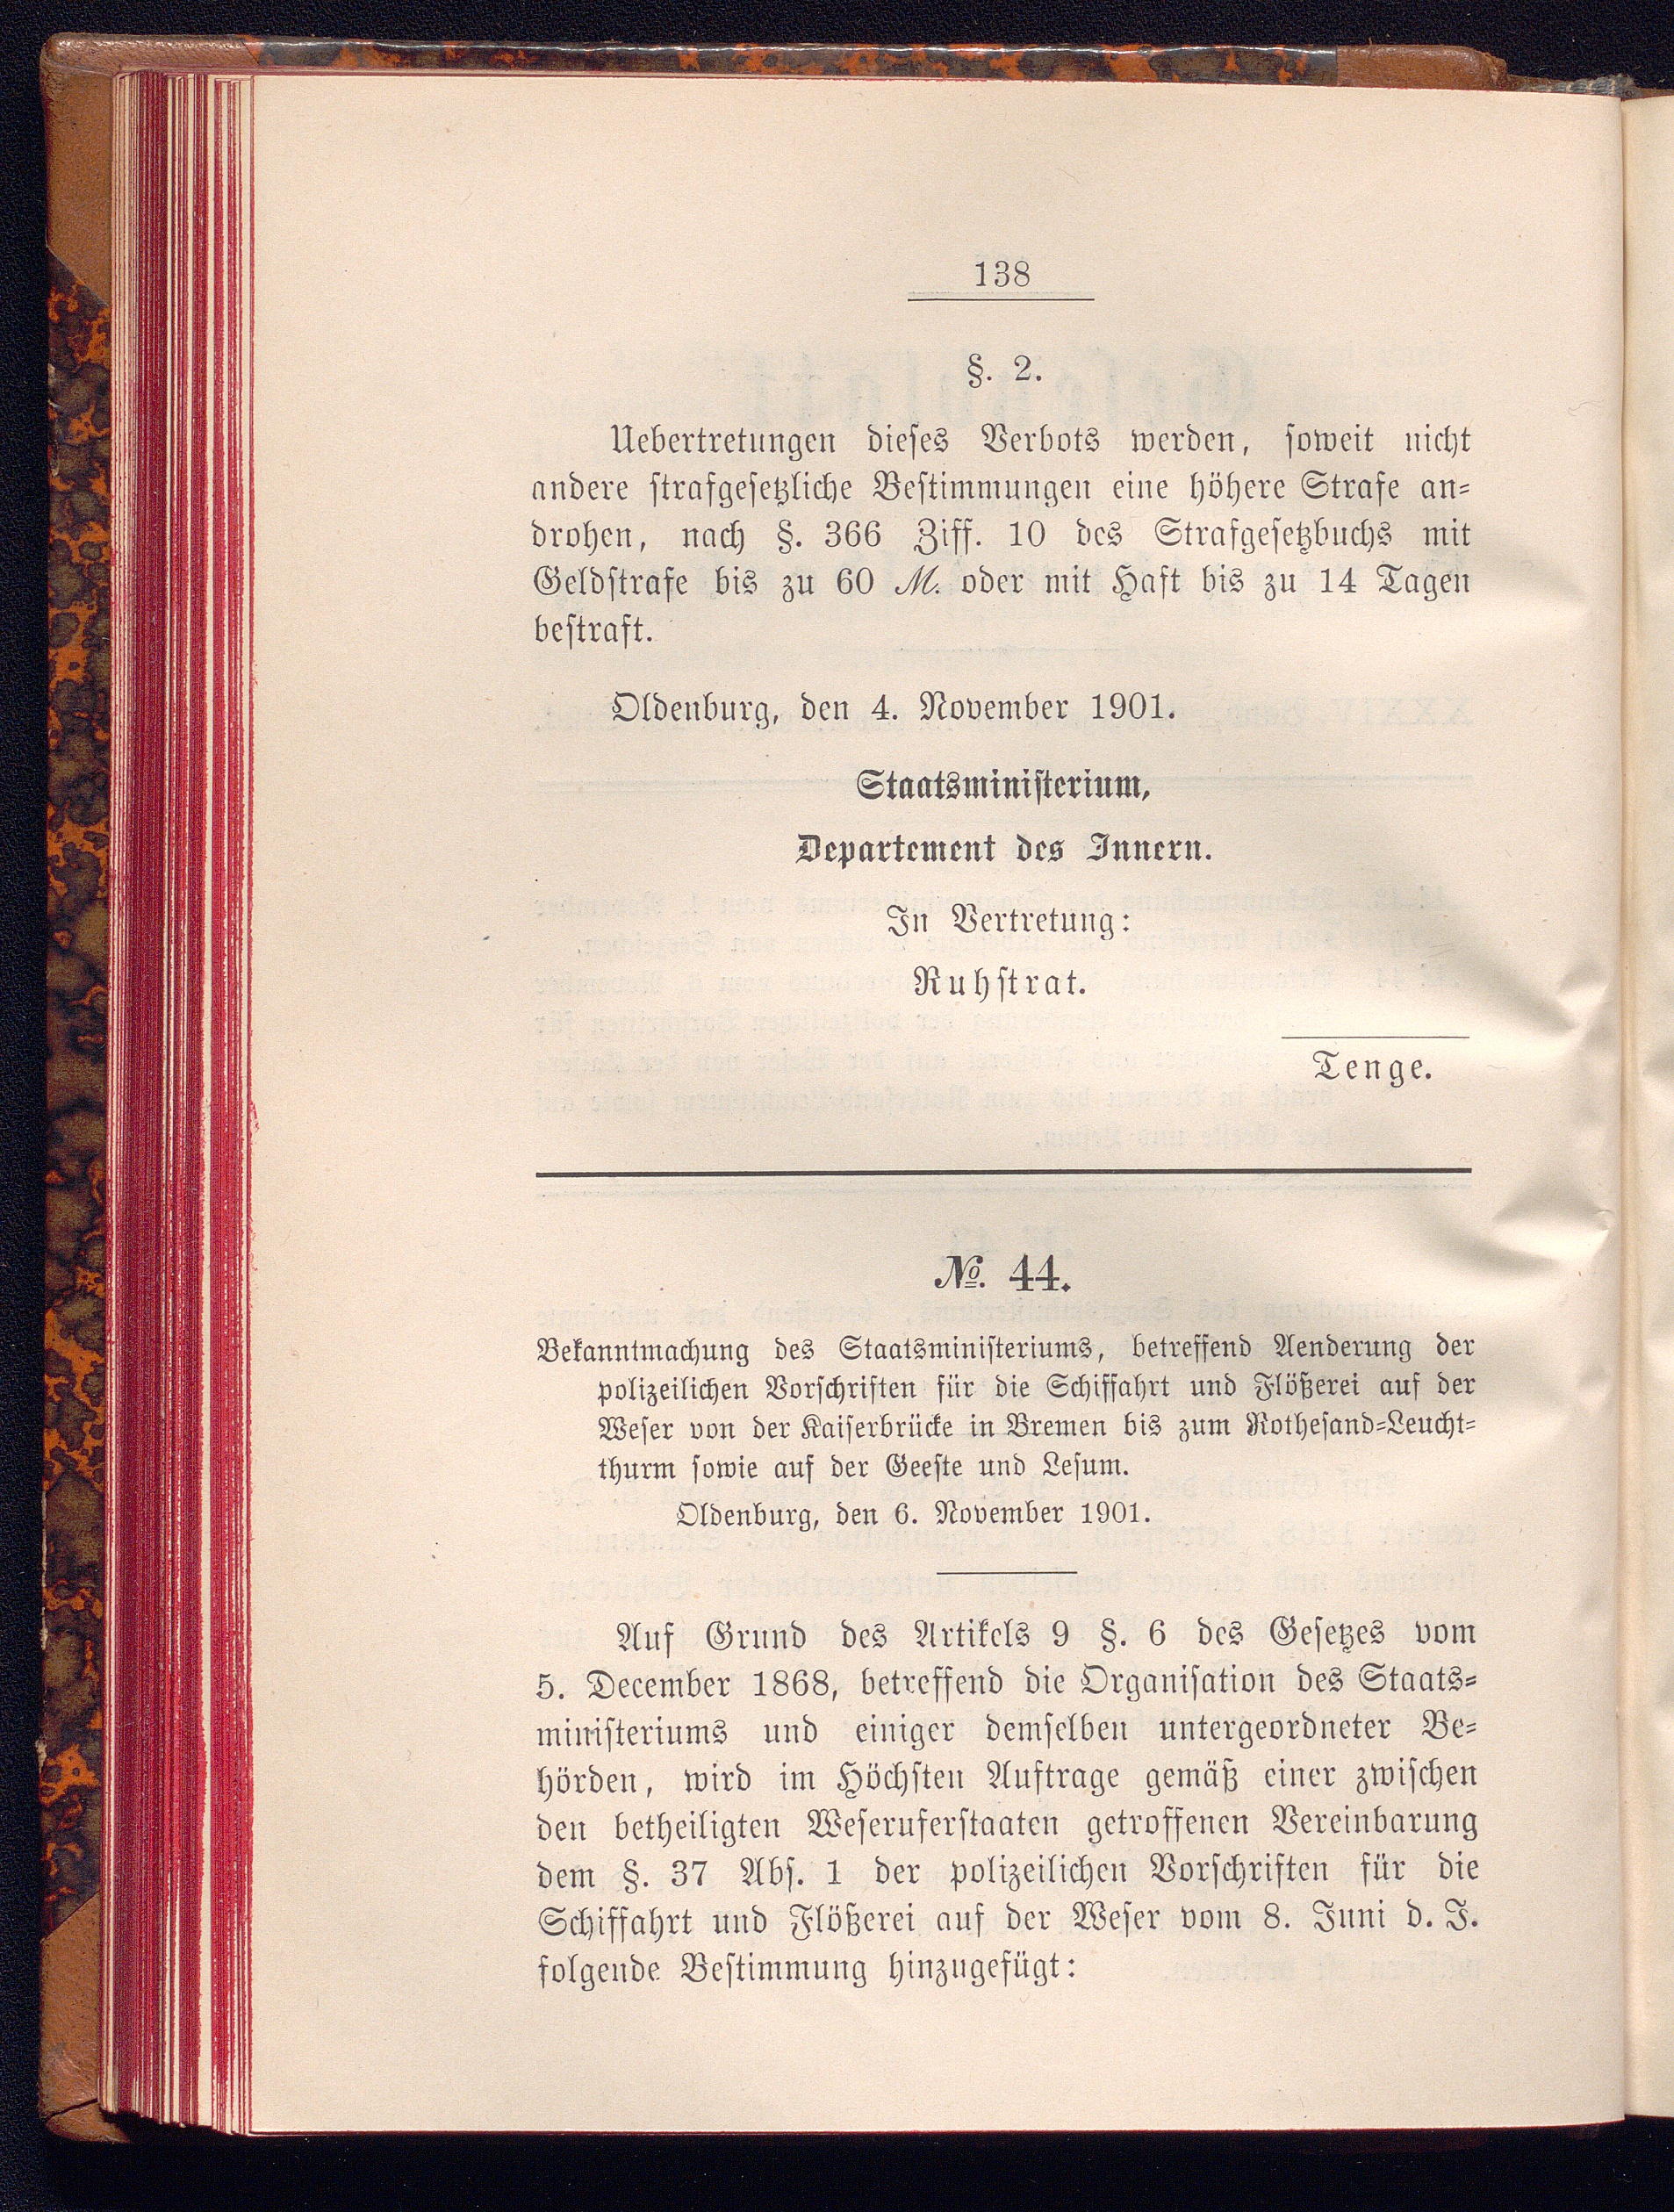 138
§. 2.
Uebertretungen dieses Verbots werden, soweit nicht
andere strafgesetzliche Bestimmungen eine höhere Strafe an-
drohen, nach §. 366 Ziff. 10 des Strafgesetzbuchs mit
Geldstrafe bis zu 60 M. oder mit Haft bis zu 14 Tagen
bestraft.
Oldenburg, den 4. November 1901.
Staatsministerium,
Departement des Innern.
In Vertretung:
Ruhstrat.
Tenge.
№. 44.
Bekanntmachung des Staatsministeriums, betreffend Aenderung der
polizeilichen Vorschriften für die Schiffahrt und Flößerei auf der
Weser von der Kaiserbrücke in Bremen bis zum Rothesand-Leucht-
thurm sowie auf der Geeste und Lesum.
Oldenburg, den 6. November 1901.
Auf Grund des Artikels 9 §. 6 des Gesetzes vom
5. December 1868, betreffend die Organisation des Staats-
ministeriums und einiger demselben untergeordneter Be-
hörden, wird im Höchsten Auftrage gemäß einer zwischen
den betheiligten Weseruferstaaten getroffenen Vereinbarung
dem §. 37 Abs. 1 der polizeilichen Vorschriften für die
Schiffahrt und Flößerei auf der Weser vom 8. Juni d. J.
folgende Bestimmung hinzugefügt: